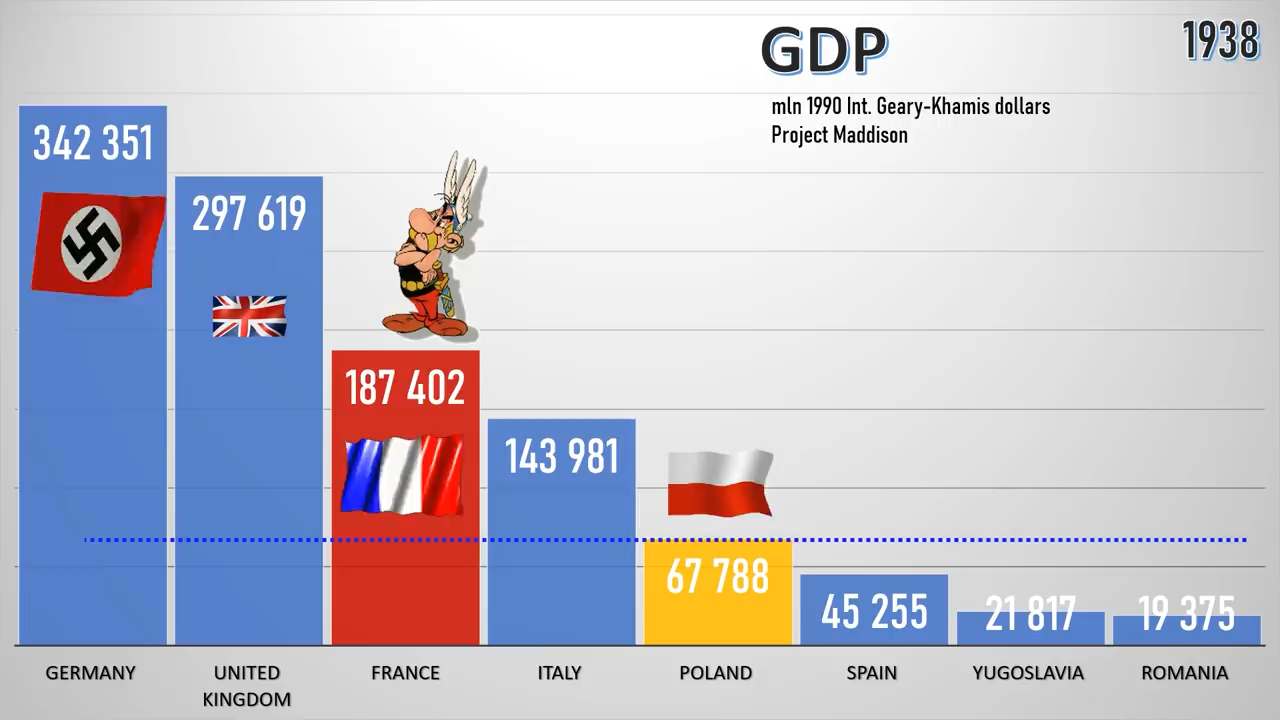 GDP
1938
mln 1990 Int. Geary-Khamis dollars
Project Maddison
342 351
297 619
187 402
143 981
67 788
45 255
21 817
19 375
GERMANY
UNITED
KINGDOM
FRANCE
ITALY
POLAND
SPAIN
YUGOSLAVIA
ROMANIA